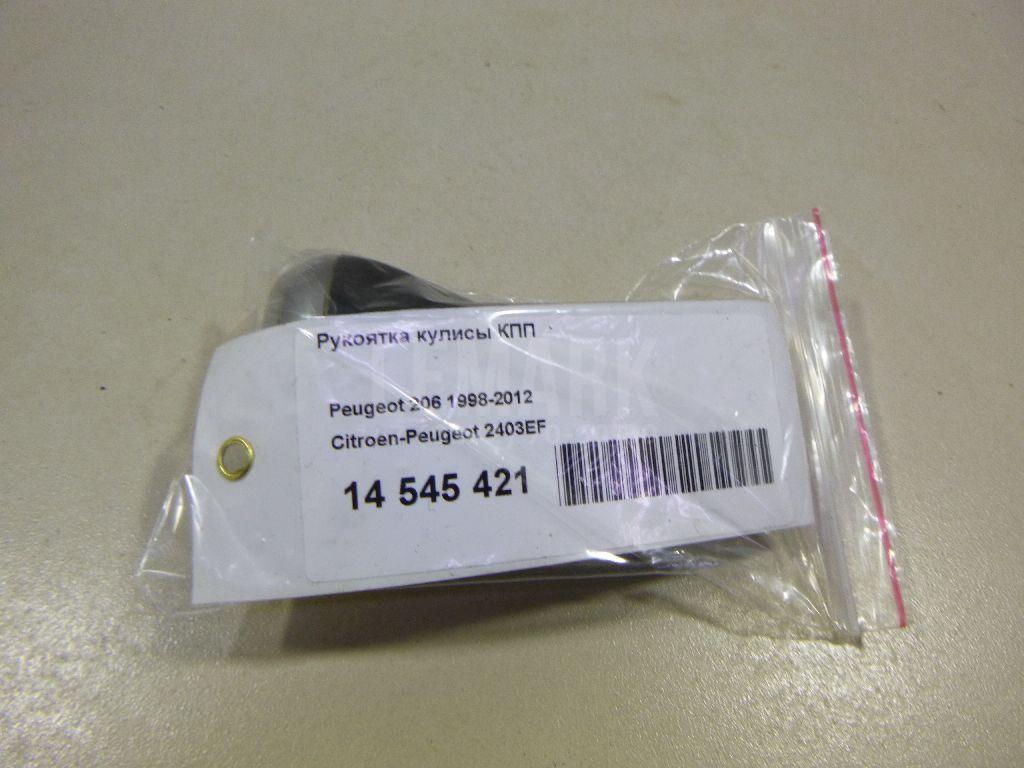 Рукоятка кулисы КПП
Peugeot 206 1998-2012
Citroen-Peugeot 2403EF
14 545 421